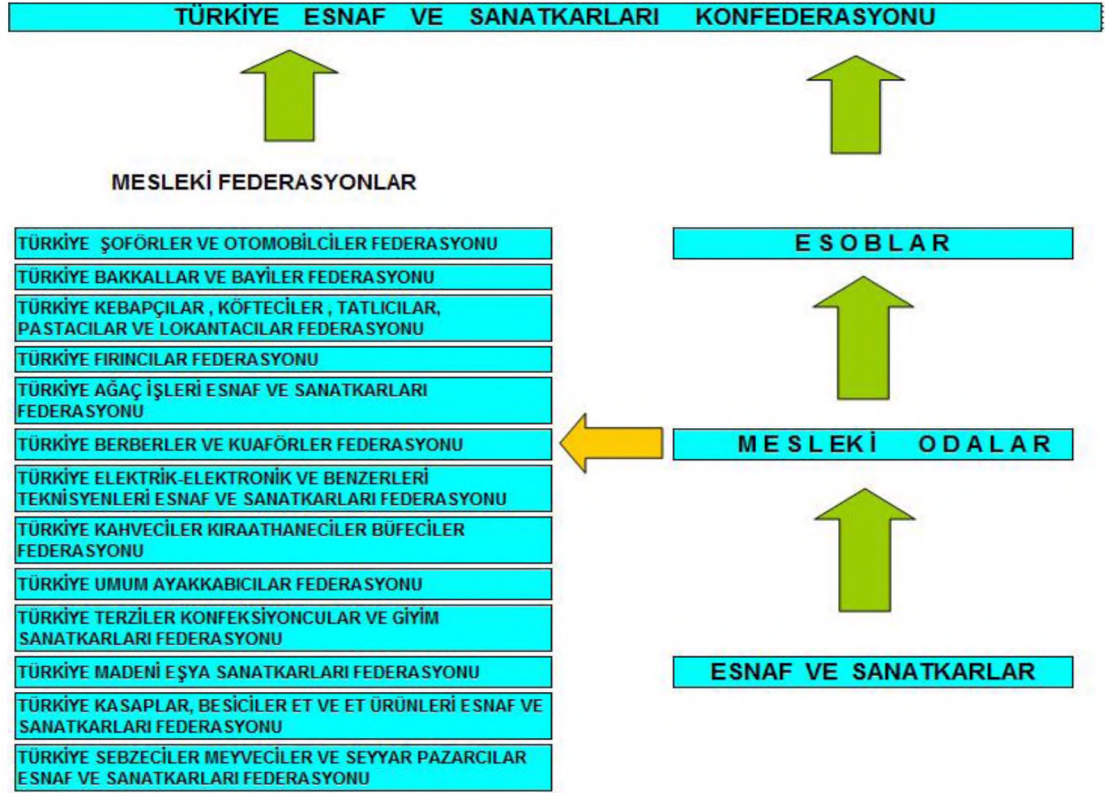 TÜRKİYE ESNAF VE SANATKARLARI KONFEDERASYONU
MESLEKİ FEDERASYONLAR
TÜRKİYE ŞOFÖRLER VE OTOMOBİLCİLER FEDERASYONU
TÜRKİYE BAKKALLAR VE BAYİLER FEDERASYONU
TÜRKİYE KEBAPÇILAR , KÖFTECİLER , TATLICILAR,
PASTACILAR VE LOKANTACILAR FEDERASYONU
TÜRKİYE FIRINCILAR FEDERASYONU
TÜRKİYE AĞAÇ İŞLERİ ESNAF VE SANATKARLARI
FEDERASYONU
TÜRKİYE BERBERLER VE KUAFÖRLER FEDERASYONU
TÜRKİYE ELEKTRİK-ELEKTRONİK VE BENZERLERİ
TEKNİSYENLERİ ESNAF VE SANATKARLARI FEDERASYONU
TÜRKİYE KAHVECİLER KIRAATHANECİLER BÜFECİLER
FEDERASYONU
TÜRKİYE UMUM AYAKKABICILAR FEDERASYONU
TÜRKİYE TERZİLER KONFEKSİYONCULAR VE GİYİM
SANATKARLARI FEDERASYONU
TÜRKİYE MADENİ EŞYA SANATKARLARI FEDERASYONU
TÜRKİYE KASAPLAR, BESİCİLER ET VE ET ÜRÜNLERİ ESNAF VE
SANATKARLARI FEDERASYONU
TÜRKİYE SEBZECİLER MEYVECİLER VE SEYYAR PAZARCILAR
ESNAF VE SANATKARLARI FEDERASYONU
ESOBLAR
MESLEKİ ODALAR
ESNAF VE SANATKARLAR